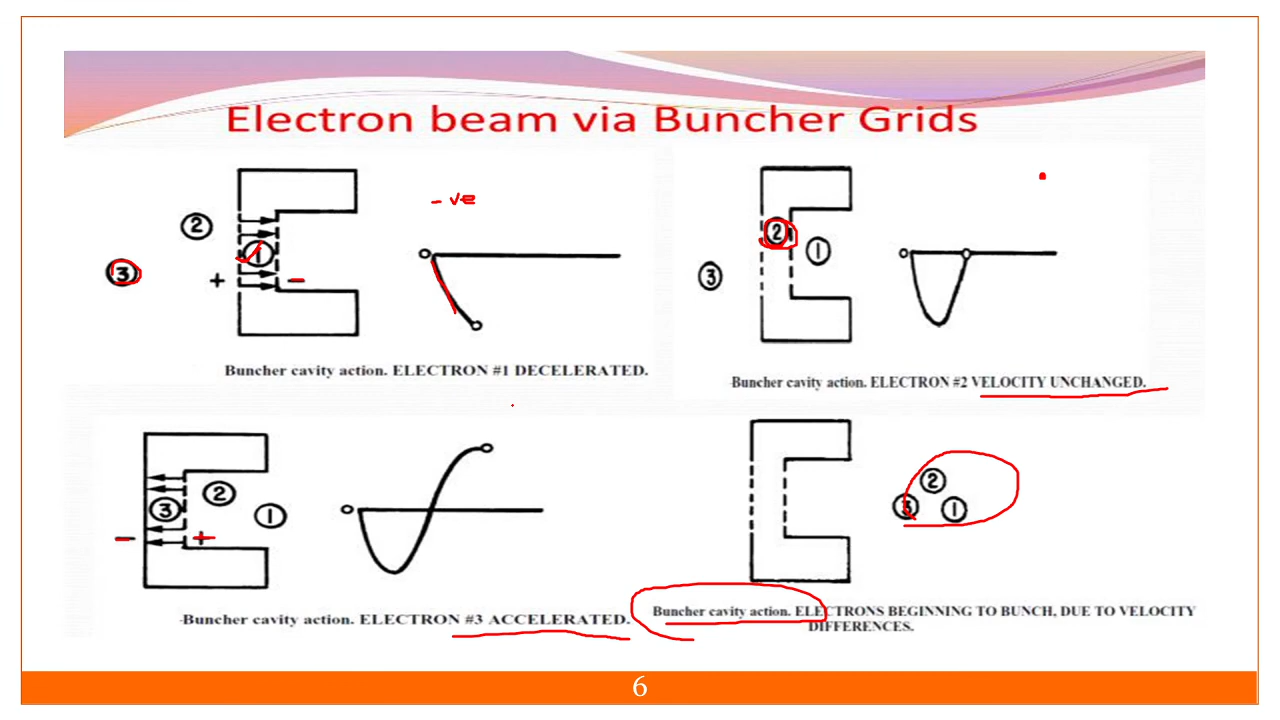 Electron beam via Buncher Grids
- ve
2
1
3
+
-
Buncher cavity action. ELECTRON #1 DECELERATED.
2
1
3
Buncher cavity action. ELECTRON #2 VELOCITY UNCHANGED.
2
3
1
-
+
Buncher cavity action. ELECTRON #3 ACCELERATED.
2
3
1
Buncher cavity action. ELECTRONS BEGINNING TO BUNCH, DUE TO VELOCITY
DIFFERENCES.
6